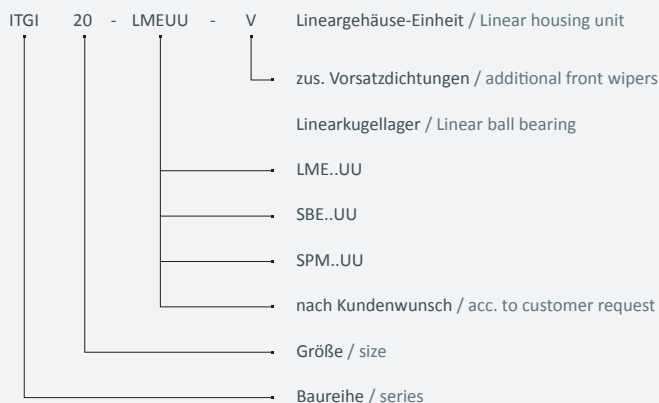 ITGI 20 - LMEUU - V Lineargehäuse-Einheit / Linear housing unit
zus. Vorsatzdichtungen / additional front wipers
Linearkugellager / Linear ball bearing
LME..UU
SBE..UU
SPM..UU
nach Kundenwunsch / acc. to customer request
Größe / size
Baureihe / series